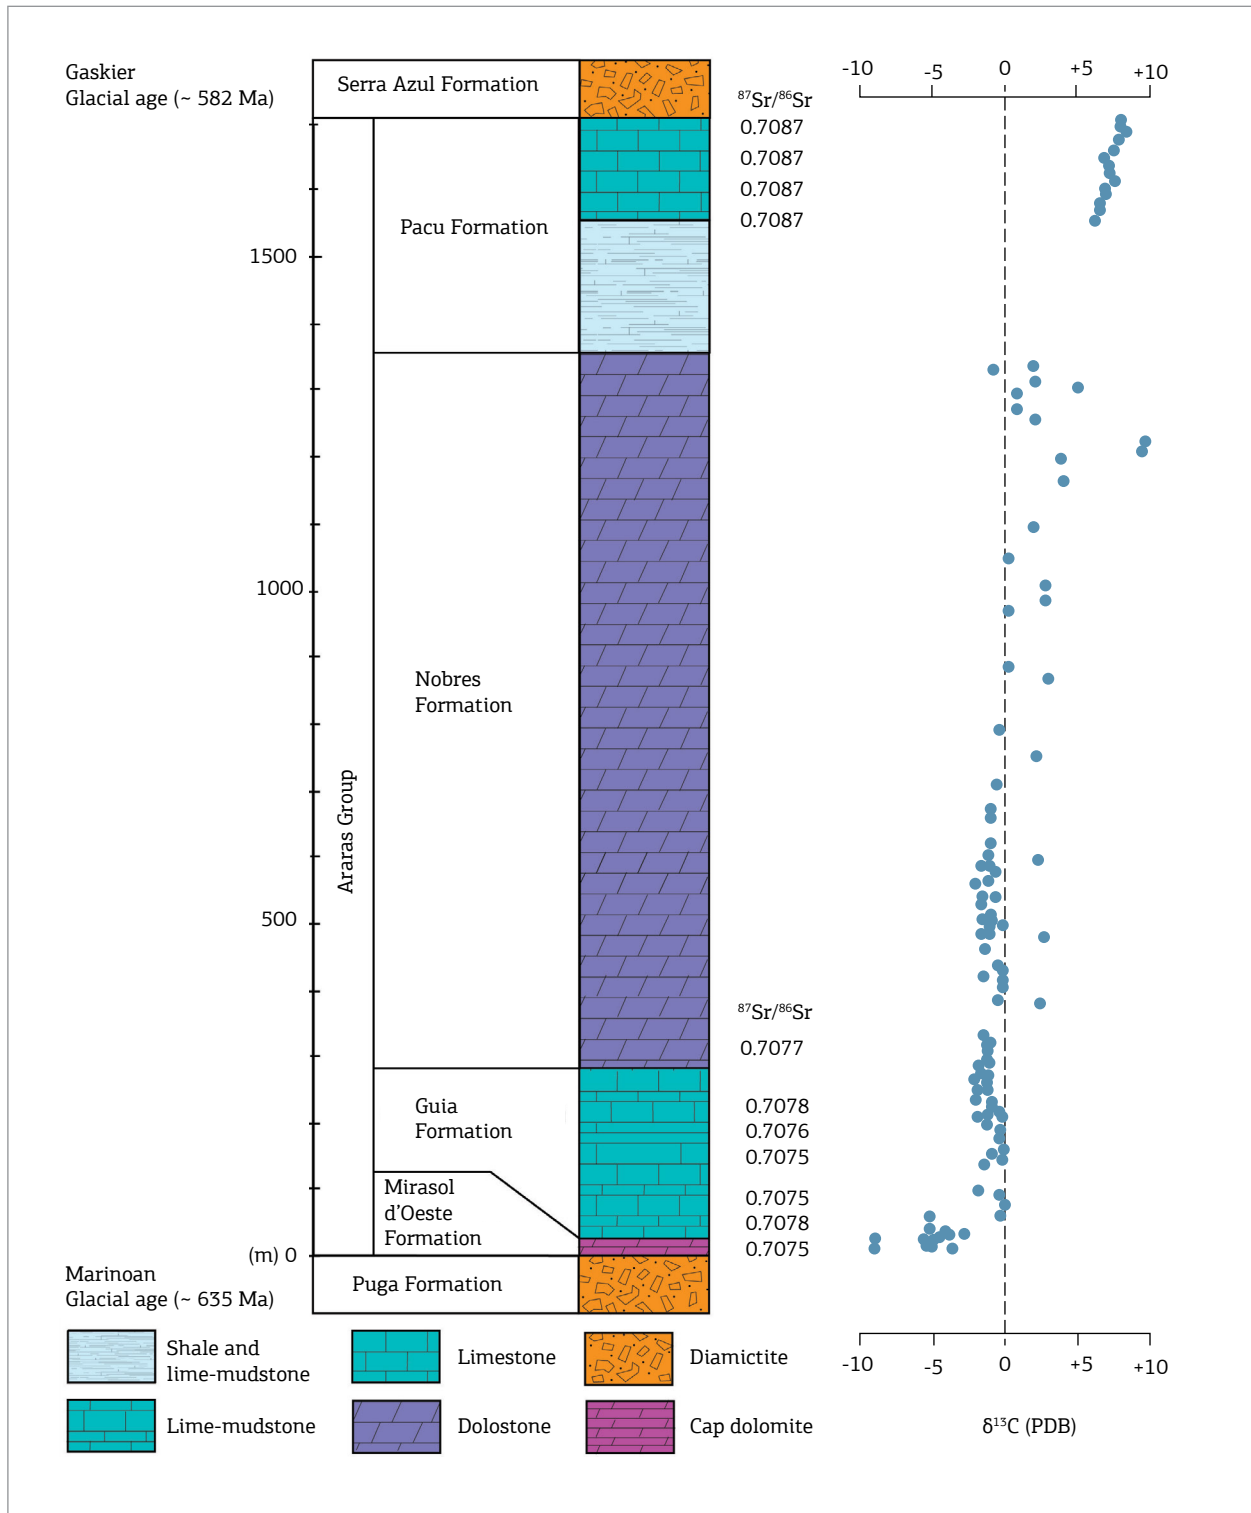 Gaskier
Glacial age (~ 582 Ma)
Serra Azul Formation
-10 -5 0 +5 +10
⁸⁷Sr/⁸⁶Sr
0.7087
0.7087
0.7087
0.7087
Pacu Formation
1500
1000
Nobres
Formation
Araras Group
500
⁸⁷Sr/⁸⁶Sr
0.7077
Guia
Formation
0.7078
0.7076
0.7075
Mirasol
d'Oeste
Formation
0.7075
0.7078
0.7075
(m) 0
Marinoan
Glacial age (~ 635 Ma)
Puga Formation
-10 -5 0 +5 +10
δ¹³C (PDB)
Shale and
lime-mudstone
Limestone
Diamictite
Lime-mudstone
Dolostone
Cap dolomite